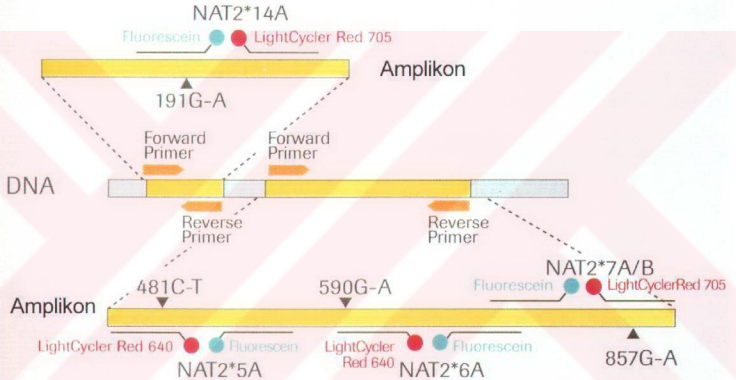 NAT2*14A
Fluorescein LightCycler Red 705
Amplikon
191G-A
Forward
Primer
Forward
Primer
DNA
Reverse
Primer
Reverse
Primer
NAT2*7A/B
481C-T
590G-A
Fluorescein LightCyclerRed 705
Amplikon
LightCycler Red 640 Fluorescein
LightCycler
Red 640
Fluorescein
857G-A
NAT2*5A
NAT2*6A